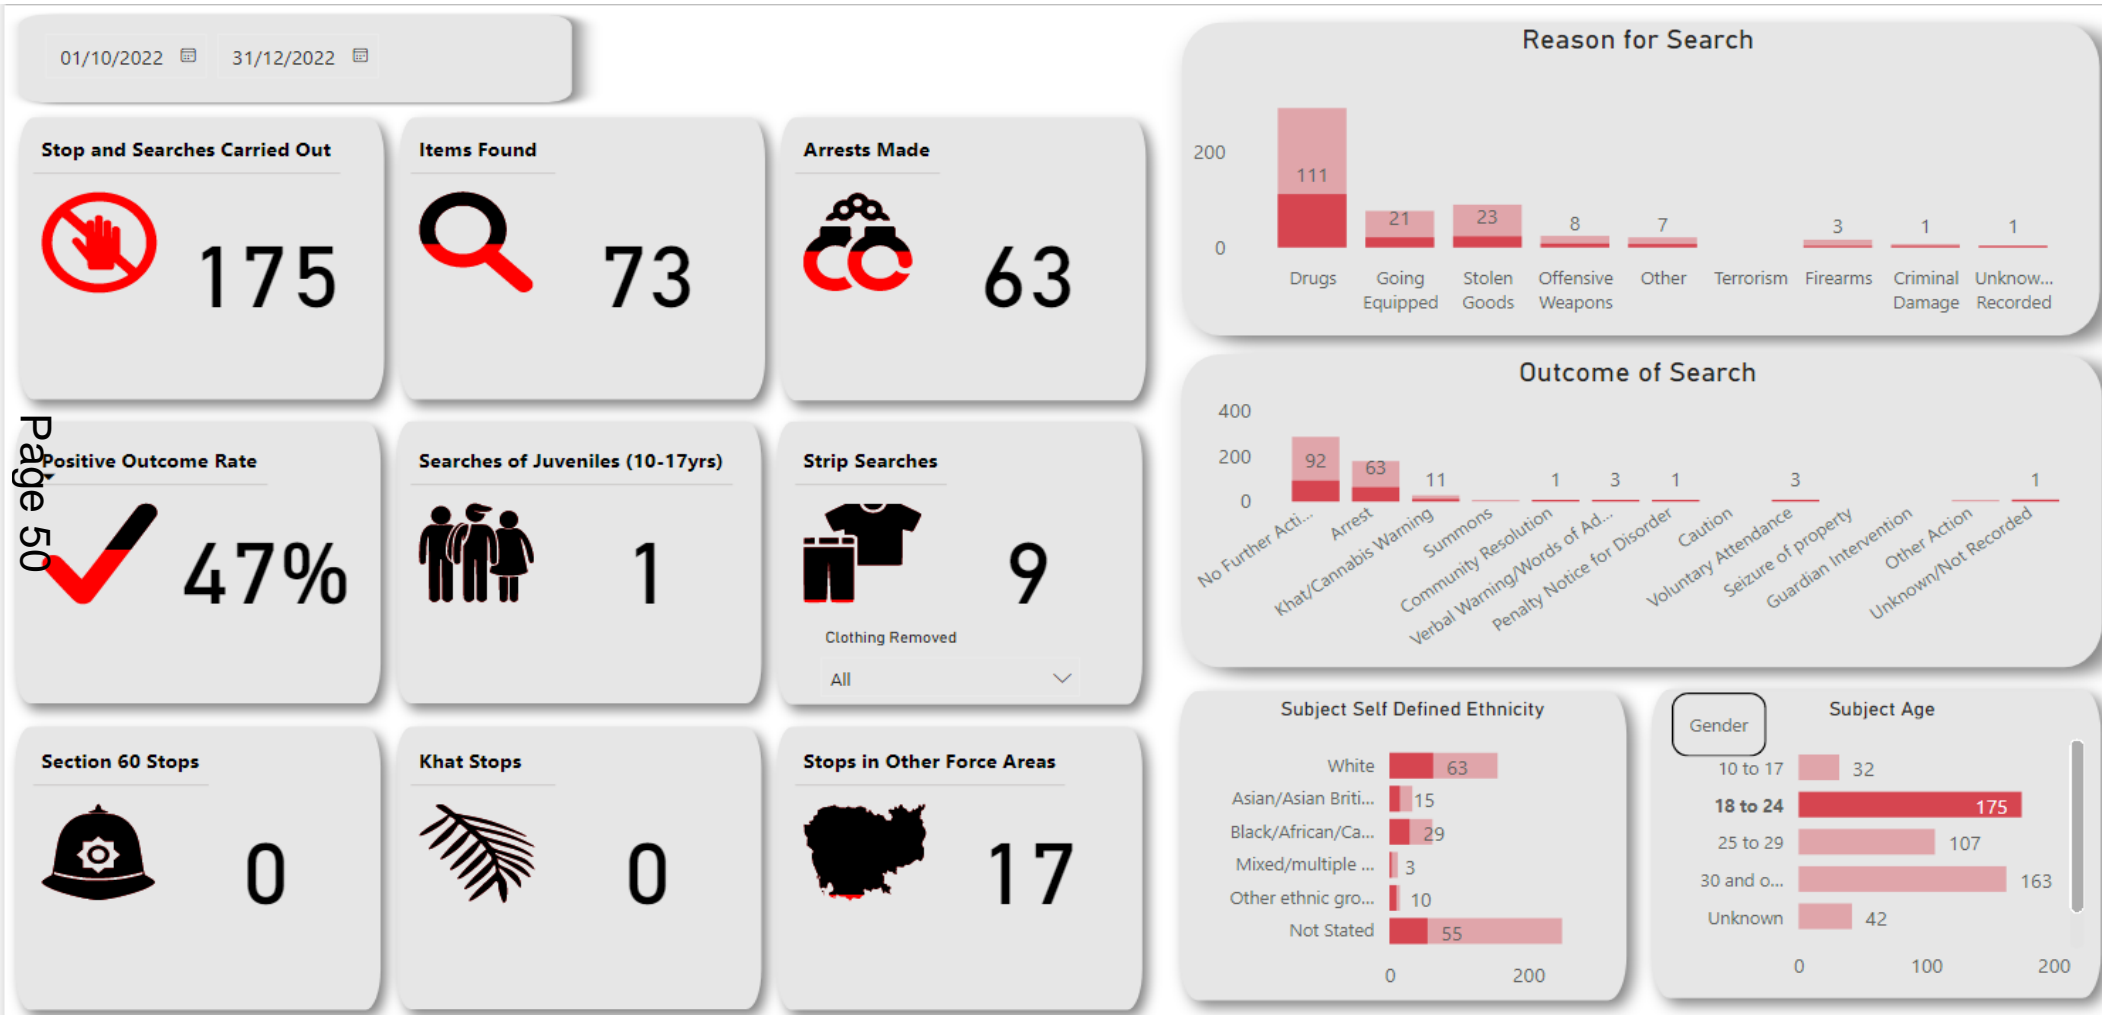 01/10/2022
31/12/2022
Stop and Searches Carried Out
175
Items Found
73
Arrests Made
63
Page 50
Positive Outcome Rate
47%
Searches of Juveniles (10-17yrs)
1
Strip Searches
9
Clothing Removed
All
Section 60 Stops
0
Khat Stops
0
Stops in Other Force Areas
17
Reason for Search
200
0
111
21
23
8
7
3
1
1
Drugs
Going
Equipped
Stolen
Goods
Offensive
Weapons
Other
Terrorism
Firearms
Criminal
Damage
Unknow...
Recorded
Outcome of Search
400
200
0
92
63
11
1
3
1
3
1
No Further Acti...
Arrest
Khat/Cannabis Warning
Summons
Community Resolution
Verbal Warning/Words of Ad...
Penalty Notice for Disorder
Caution
Voluntary Attendance
Seizure of property
Guardian Intervention
Other Action
Unknown/Not Recorded
Subject Self Defined Ethnicity
White 63
Asian/Asian Briti... 15
Black/African/Ca... 29
Mixed/multiple ... 3
Other ethnic gro... 10
Not Stated 55
0 200
Gender
Subject Age
10 to 17 32
18 to 24 175
25 to 29 107
30 and o... 163
Unknown 42
0 100 200